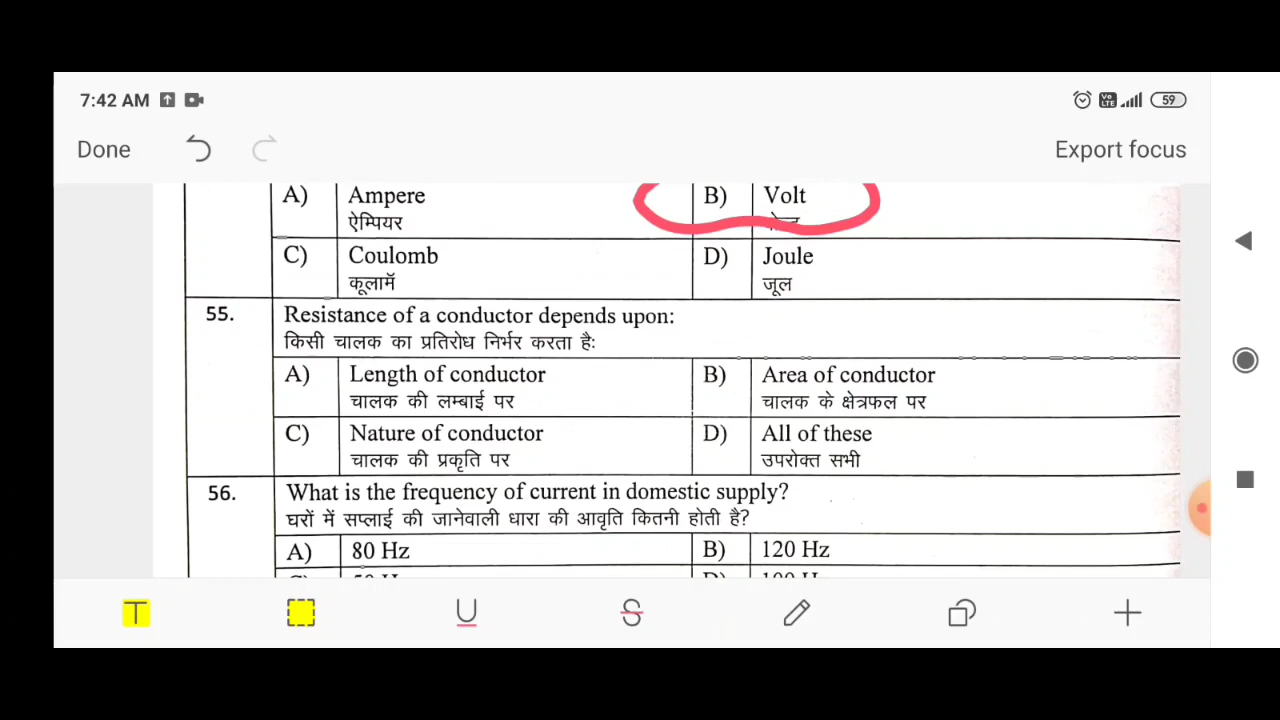 7:42 AM
Vo LTE
59
Done
Export focus
A) Ampere B) Volt
ऐम्पियर
C) Coulomb D) Joule
कूलामॅ जूल
55. Resistance of a conductor depends upon:
किसी चालक का प्रतिरोध निर्भर करता हैः
A) Length of conductor B) Area of conductor
चालक की लम्बाई पर चालक के क्षेत्रफल पर
C) Nature of conductor D) All of these
चालक की प्रकृति पर उपरोक्त सभी
56. What is the frequency of current in domestic supply?
घरों में सप्लाई की जानेवाली धारा की आवृति कितनी होती है?
A) 80 Hz B) 120 Hz
T
U
S